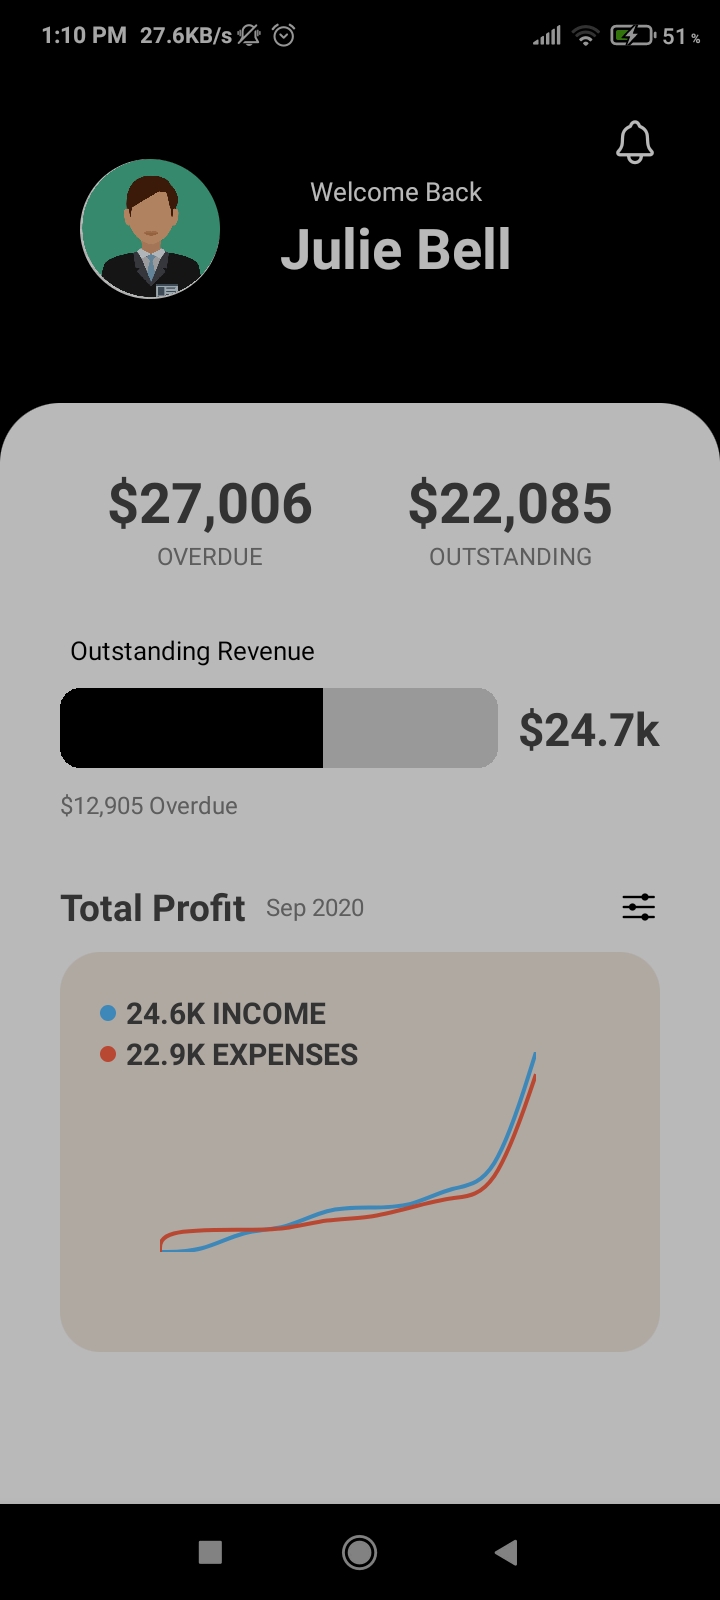 1:10 PM 27.6KB/s 51 %
Welcome Back
Julie Bell
$27,006 $22,085
OVERDUE OUTSTANDING
Outstanding Revenue
$24.7k
$12,905 Overdue
Total Profit Sep 2020
24.6K INCOME
22.9K EXPENSES